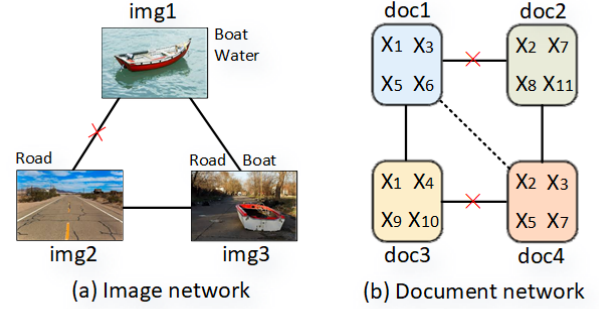 img1
Boat
Water
Road
Road Boat
img2
img3
(a) Image network
doc1
doc2
X1 X3
X5 X6
X2 X7
X8 X11
X1 X4
X9 X10
X2 X3
X5 X7
doc3
doc4
(b) Document network